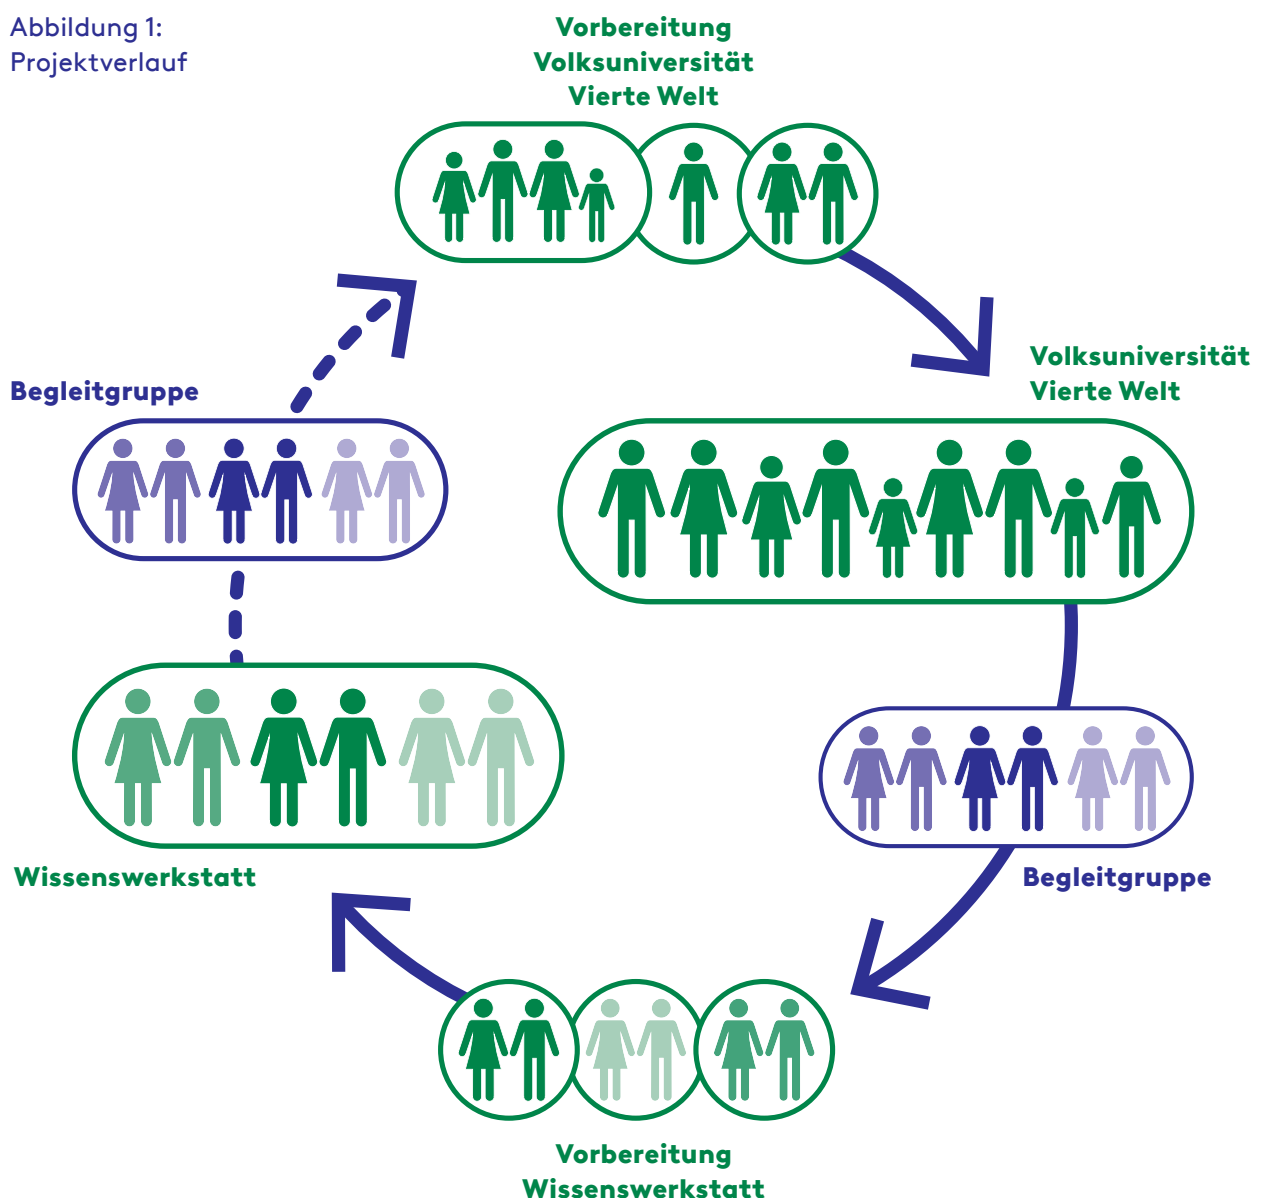 Abbildung 1:
Projektverlauf
Vorbereitung
Volksuniversität
Vierte Welt
Volksuniversität
Vierte Welt
Begleitgruppe
Wissenswerkstatt
Begleitgruppe
Vorbereitung
Wissenswerkstatt